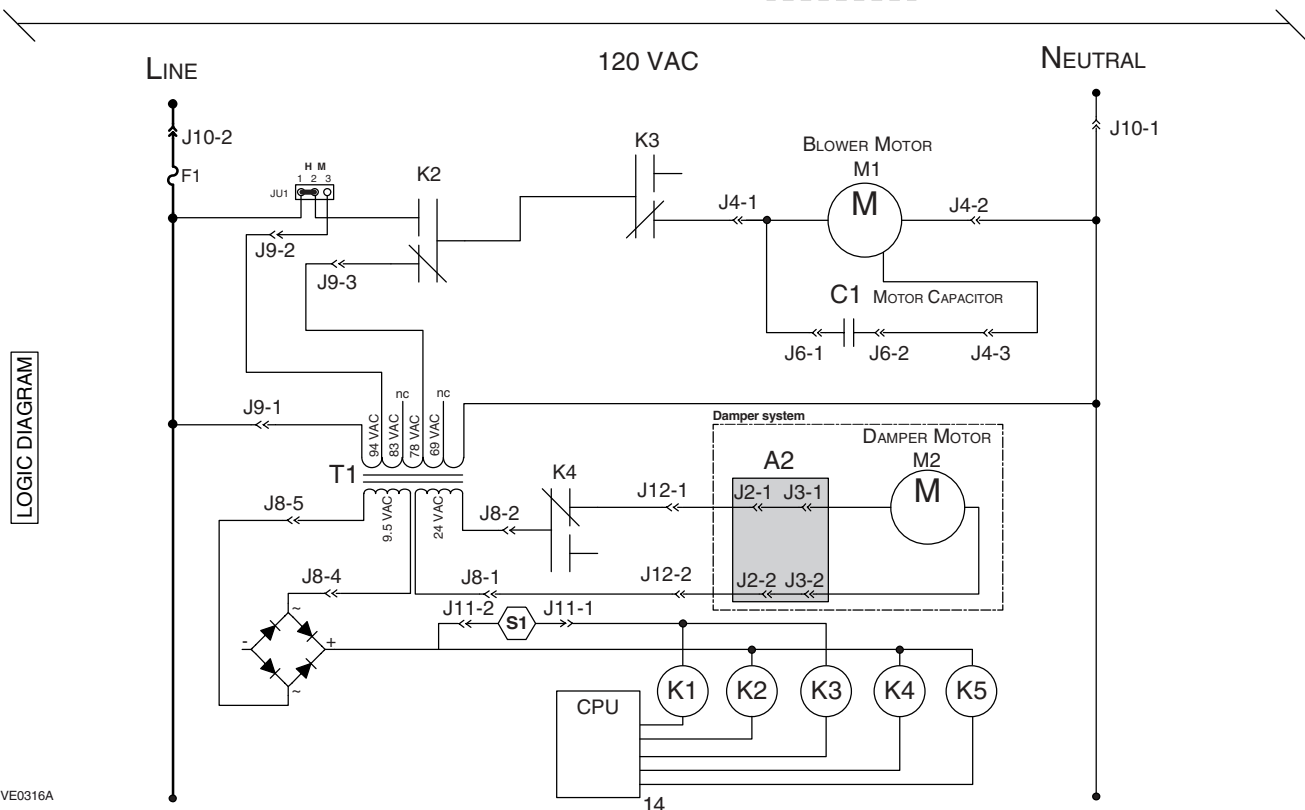 120 VAC
LINE
NEUTRAL
J10-2
J10-1
F1
H M
1 2 3
JU1
K2
K3
BLOWER MOTOR
M1
M
J4-1
J4-2
J9-2
J9-3
C1 MOTOR CAPACITOR
J6-1
J6-2
J4-3
LOGIC DIAGRAM
J9-1
94 VAC
83 VAC
nc
78 VAC
69 VAC
nc
T1
9.5 VAC
24 VAC
Damper system
DAMPER MOTOR
M2
M
A2
K4
J12-1
J2-1
J3-1
J8-5
J8-2
J8-4
J8-1
J12-2
J2-2
J3-2
J11-2
S1
J11-1
~
-
+
~
K1
K2
K3
K4
K5
CPU
VE0316A
14